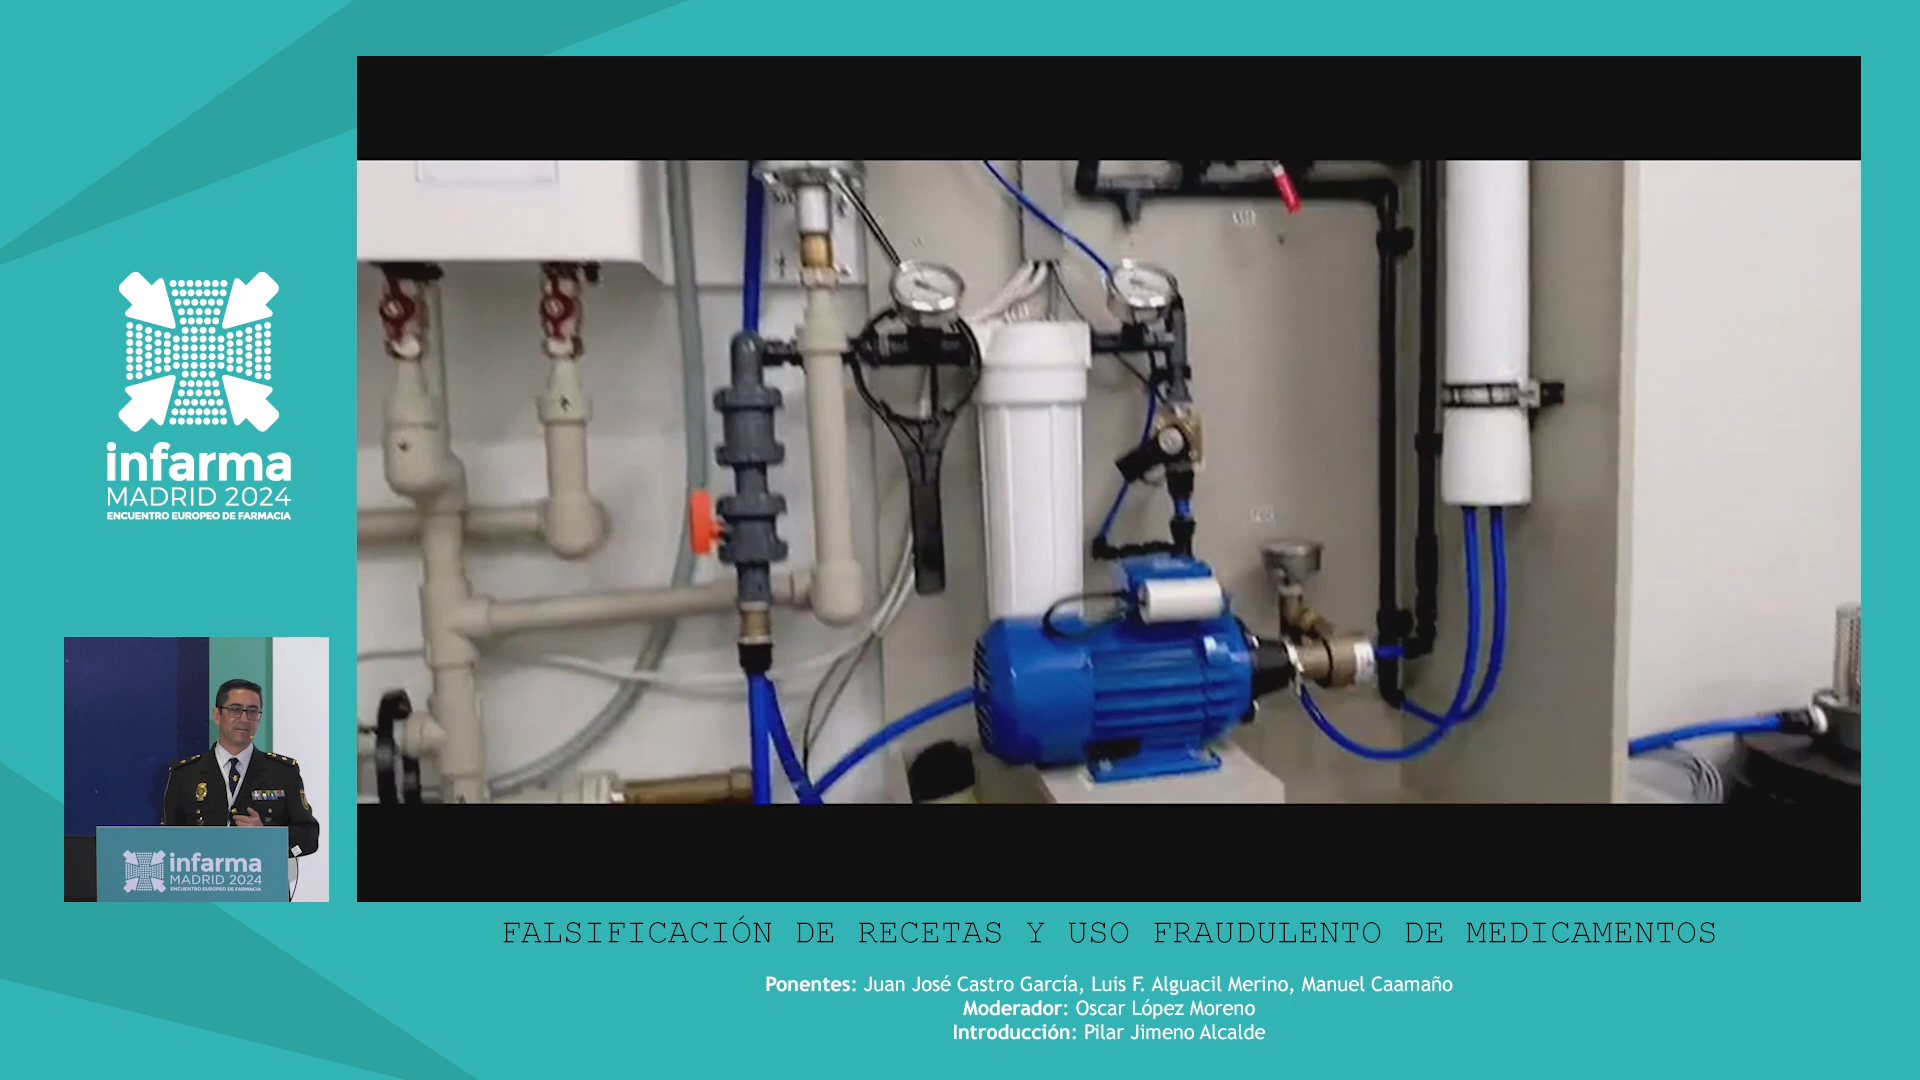 infarma
MADRID 2024
ENCUENTRO EUROPEO DE FARMACIA
infarma
MADRID 2024
ENCUENTRO EUROPEO DE FARMACIA
FALSIFICACIÓN DE RECETAS Y USO FRAUDULENTO DE MEDICAMENTOS
Ponentes: Juan José Castro García, Luis F. Alguacil Merino, Manuel Caamaño
Moderador: Oscar López Moreno
Introducción: Pilar Jimeno Alcalde